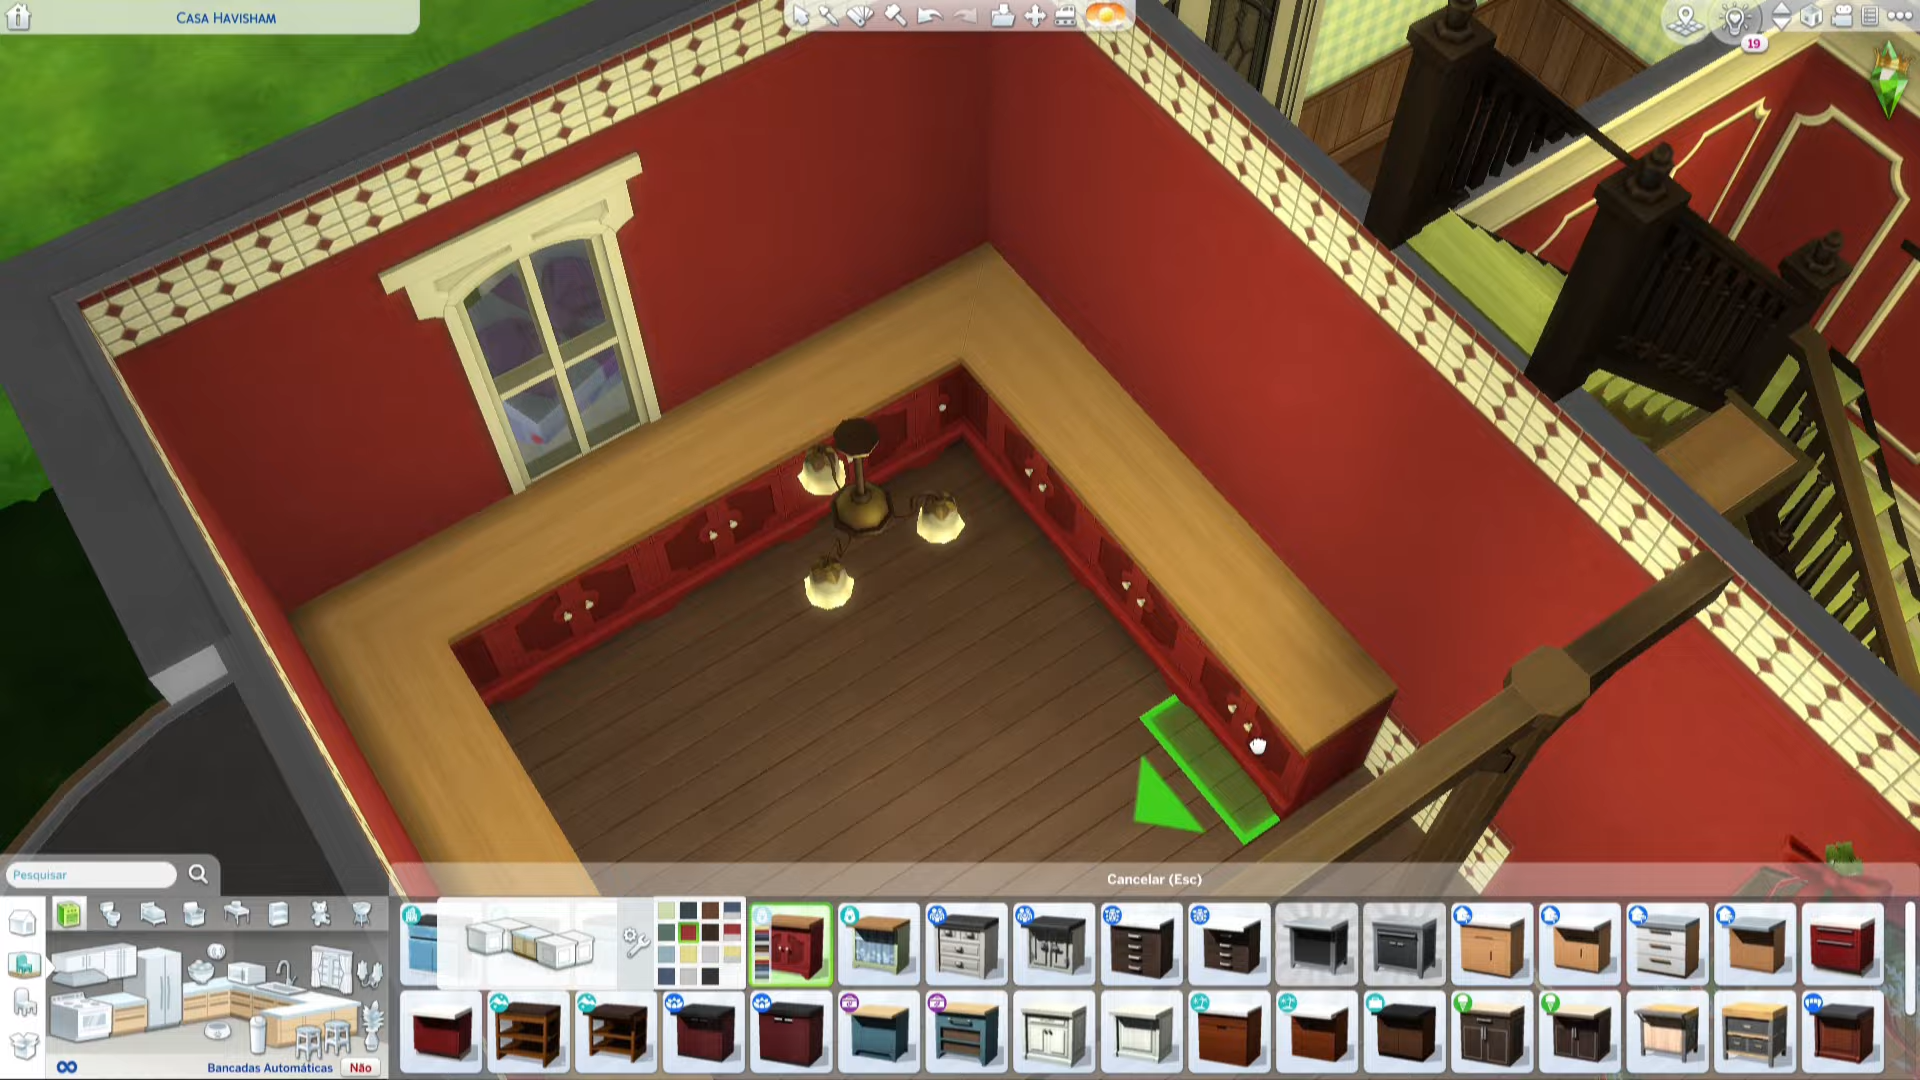 CASA HAVISHAM
19
Pesquisar
Cancelar (Esc)
Bancadas Automáticas Não